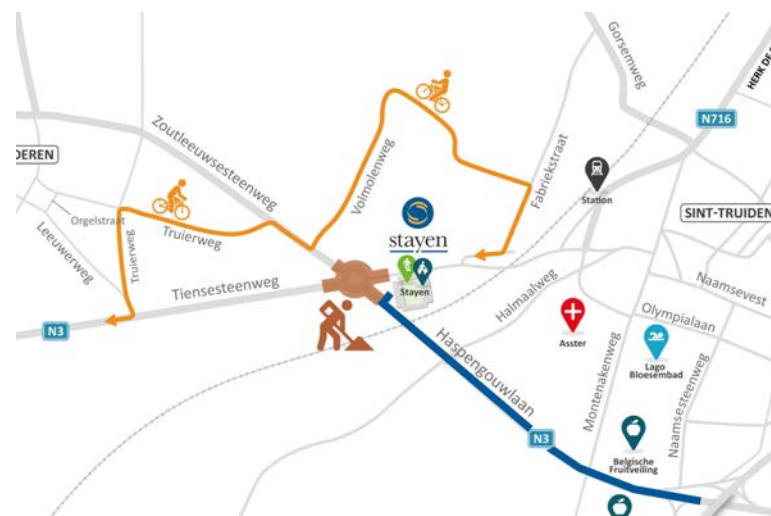 Gorsemweg
HERK DE
N716
Zoutleeuwsesteenweg
DEREN
Volmolenweg
Fabriekstraat
Station
Orgelstraat
Truierweg
stayen
SINT-TRUIDEN
Leeuwerweg
Truierweg
Tiensesteenweg
Stayen
Halmaalweg
Naamsevest
N3
Asster
Olympialaan
Lago
Bloesembad
Haspengouwlaan
Montenakenweg
Naamsesteenweg
N3
Belgische
Fruitveiling